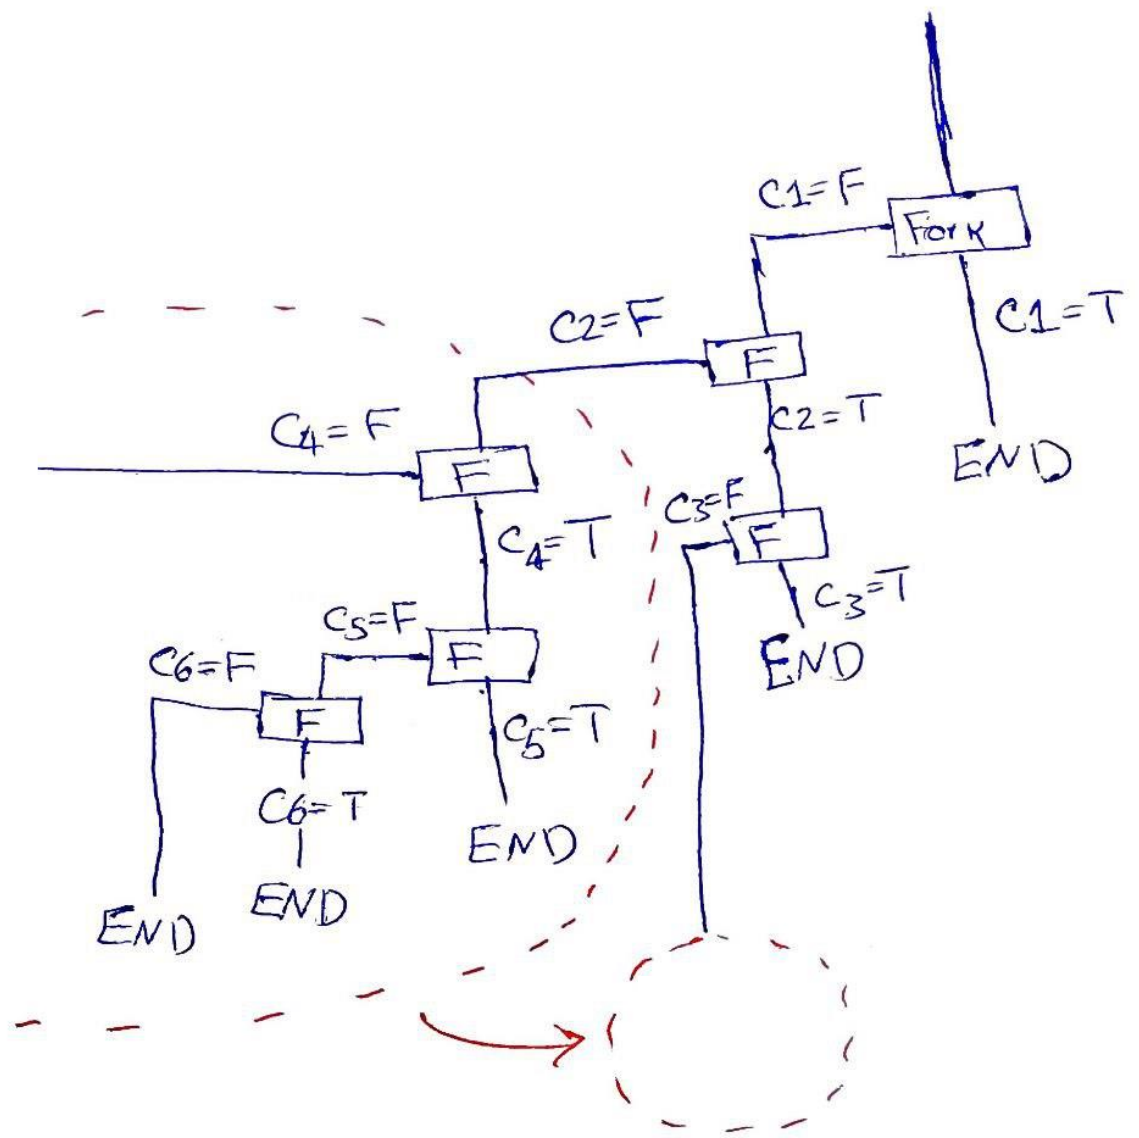 C1=F
Fork
C1=T
END
C2=F
F
C2=T
C3=F
F
C3=T
END
C4=F
F
C4=T
C5=F
F
C5=T
END
C6=F
F
C6=T
END
END